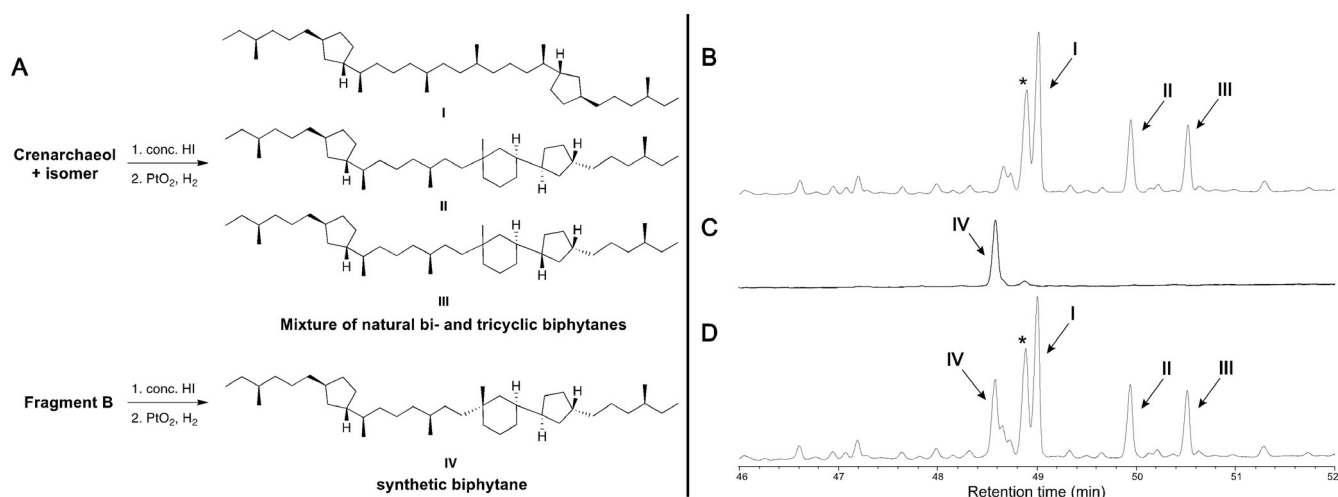 A
H
H
I
Crenarchaeol
+ isomer
1. conc. HI
2. PtO₂, H₂
H
H
H
H
II
H
H
H
H
III
Mixture of natural bi- and tricyclic biphytanes
Fragment B
1. conc. HI
2. PtO₂, H₂
H
H
H
H
IV
synthetic biphytane
B
*
I
II
III
C
IV
D
IV
*
I
II
III
46 47 48 49 50 51 52
Retention time (min)